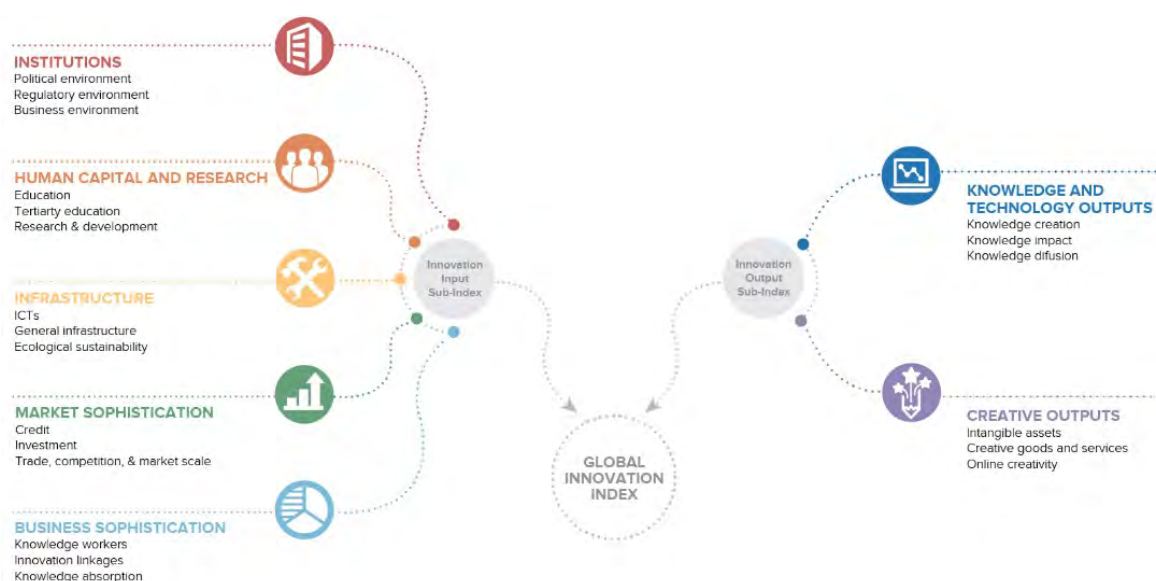 INSTITUTIONS
Political environment
Regulatory environment
Business environment
HUMAN CAPITAL AND RESEARCH
Education
Tertiarty education
Research & development
INFRASTRUCTURE
ICTs
General infrastructure
Ecological sustainability
MARKET SOPHISTICATION
Credit
Investment
Trade, competition, & market scale
BUSINESS SOPHISTICATION
Knowledge workers
Innovation linkages
Knowledge absorption
Innovation
Input
Sub-Index
GLOBAL
INNOVATION
INDEX
Innovation
Output
Sub-Index
KNOWLEDGE AND
TECHNOLOGY OUTPUTS
Knowledge creation
Knowledge impact
Knowledge difusion
CREATIVE OUTPUTS
Intangible assets
Creative goods and services
Online creativity